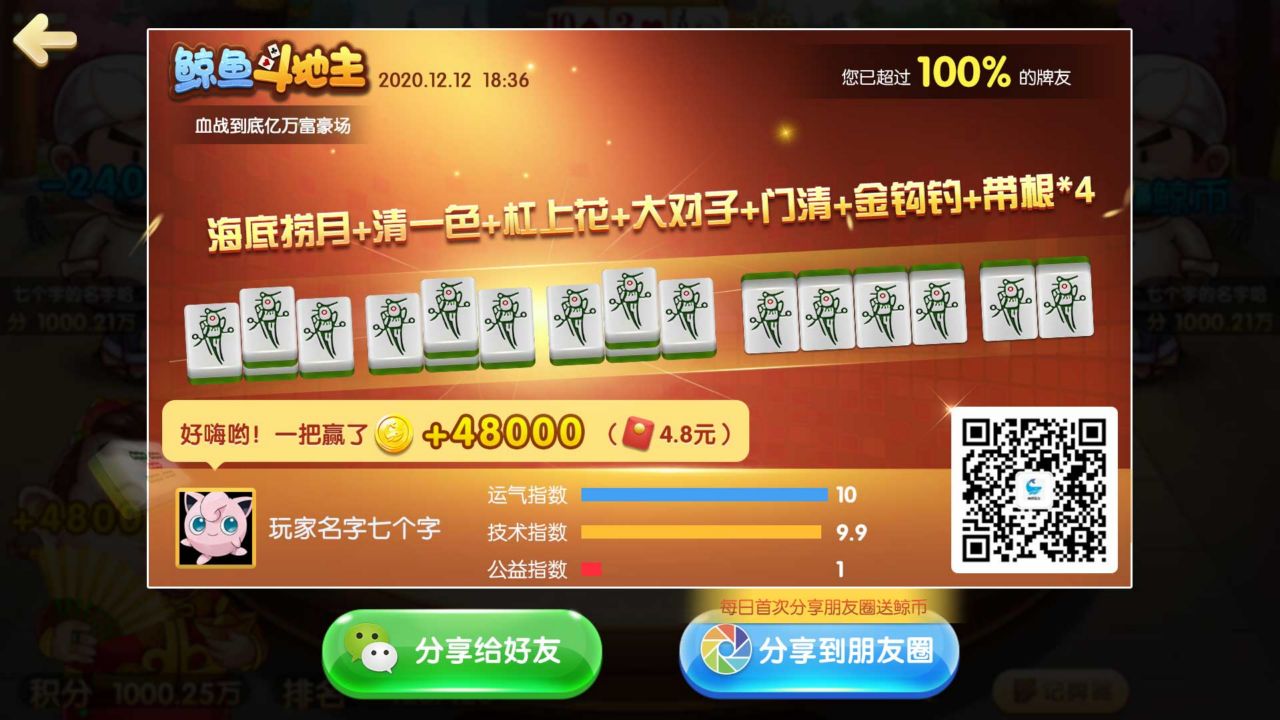 鲸鱼斗地主 2020.12.12 18:36
您已超过 100% 的牌友
血战到底亿万富豪场
海底捞月+清一色+杠上花+大对子+门清+金钩钓+带根*4
好嗨哟！一把赢了 +48000 （4.8元）
玩家名字七个字
运气指数 10
技术指数 9.9
公益指数 1
每日首次分享朋友圈送鲸币
分享给好友
分享到朋友圈
-240
鲸币
七个字的名字哈
分 1000.21万
七个字的名字哈
分 1000.21万
+4800
积分 1000.25万 排名